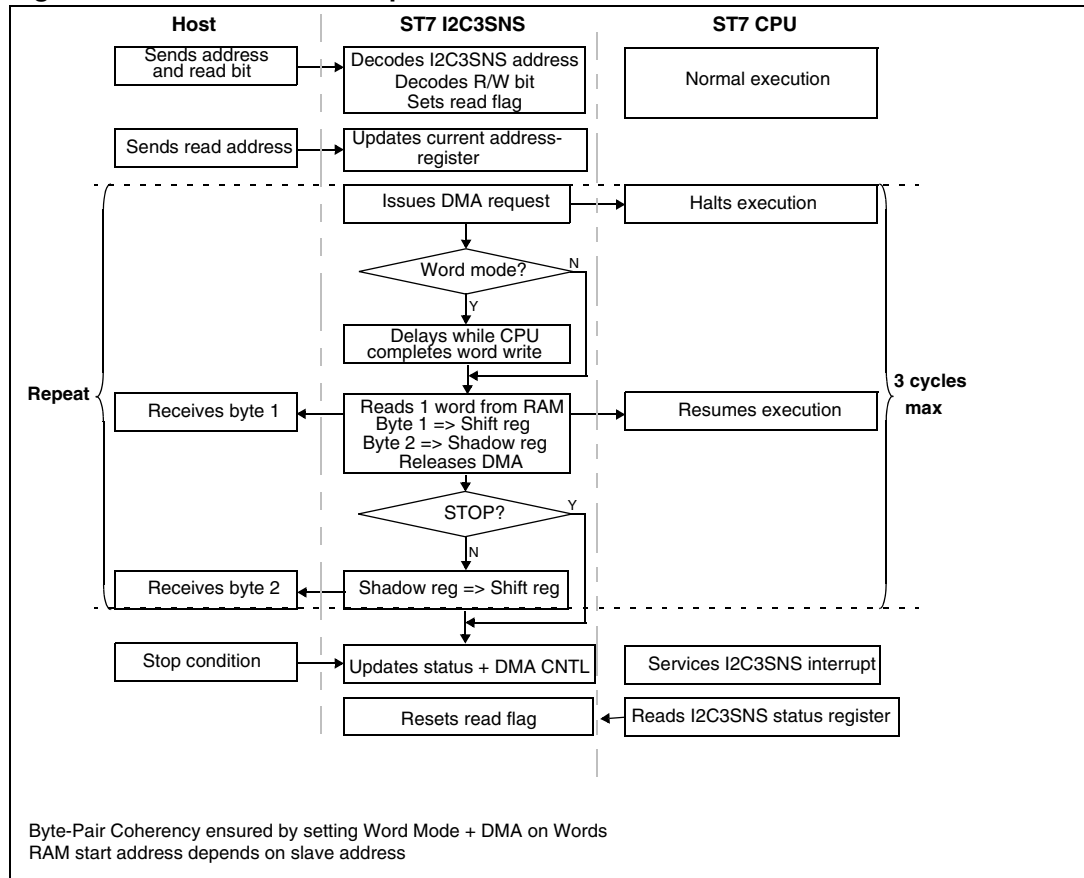 Host
ST7 I2C3SNS
ST7 CPU
Sends address
and read bit
Decodes I2C3SNS address
Decodes R/W bit
Sets read flag
Normal execution
Sends read address
Updates current address-
register
Issues DMA request
Halts execution
Word mode?
N
Y
Delays while CPU
completes word write
Repeat
3 cycles
max
Receives byte 1
Reads 1 word from RAM
Byte 1 => Shift reg
Byte 2 => Shadow reg
Releases DMA
Resumes execution
STOP?
Y
N
Receives byte 2
Shadow reg => Shift reg
Stop condition
Updates status + DMA CNTL
Services I2C3SNS interrupt
Resets read flag
Reads I2C3SNS status register
Byte-Pair Coherency ensured by setting Word Mode + DMA on Words
RAM start address depends on slave address